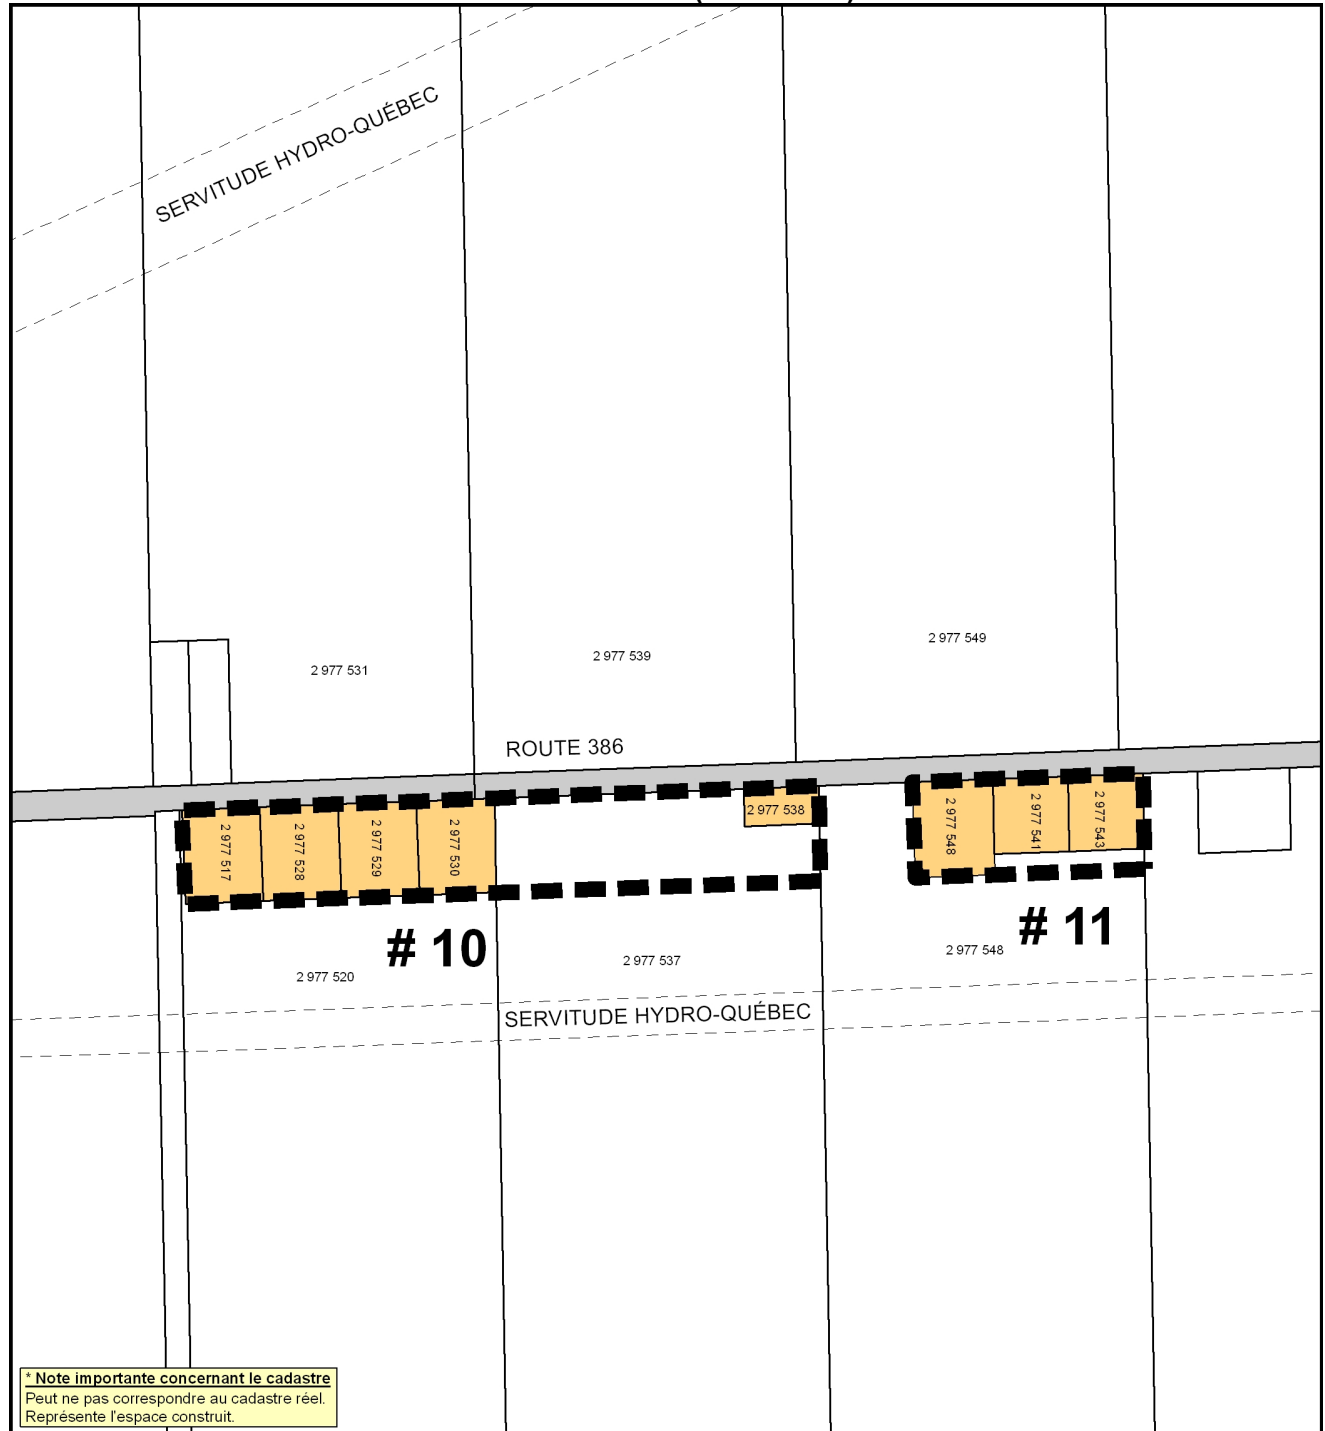 SERVITUDE HYDRO-QUÉBEC
2 977 549
2 977 539
2 977 531
ROUTE 386
2 977 517
2 977 528
2 977 529
2 977 530
2 977 538
2 977 548
2 977 541
2 977 543
# 10
# 11
2 977 520
2 977 537
2 977 548
SERVITUDE HYDRO-QUÉBEC
* Note importante concernant le cadastre
Peut ne pas correspondre au cadastre réel.
Représente l'espace construit.